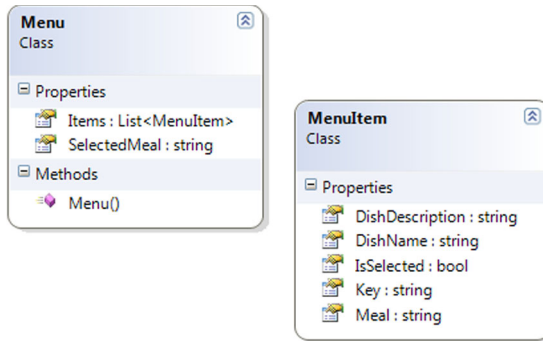 Menu
Class
Properties
Items : List<MenuItem>
SelectedMeal : string
Methods
Menu()
MenuItem
Class
Properties
DishDescription : string
DishName : string
IsSelected : bool
Key : string
Meal : string